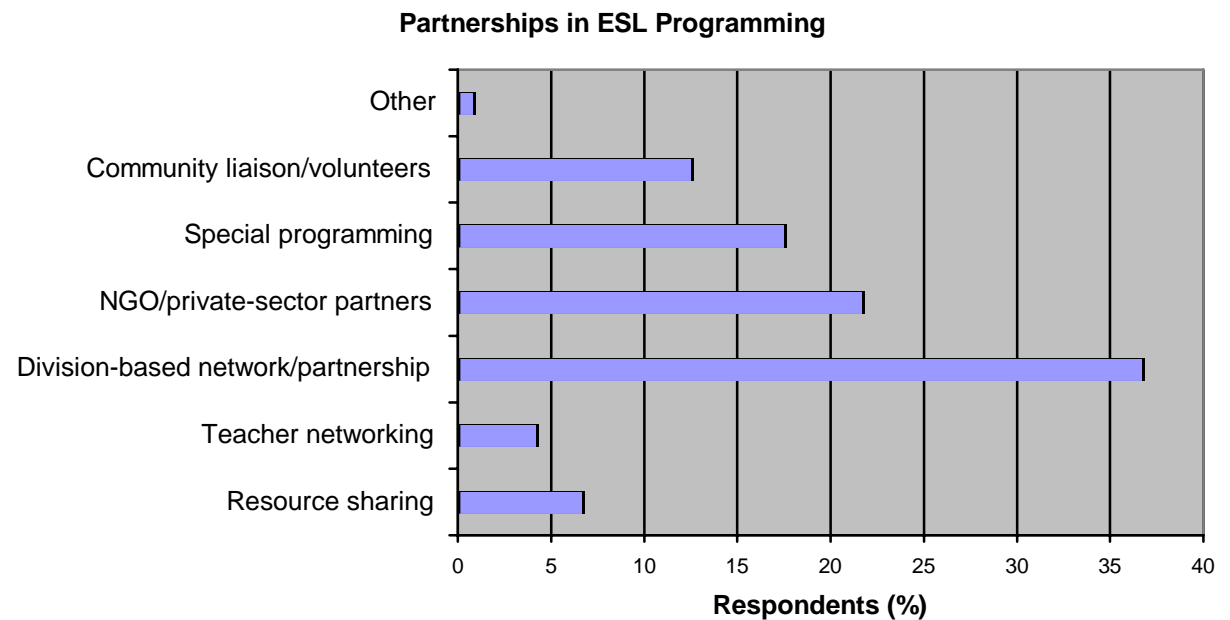 Partnerships in ESL Programming
Other
Community liaison/volunteers
Special programming
NGO/private-sector partners
Division-based network/partnership
Teacher networking
Resource sharing
0 5 10 15 20 25 30 35 40
Respondents (%)